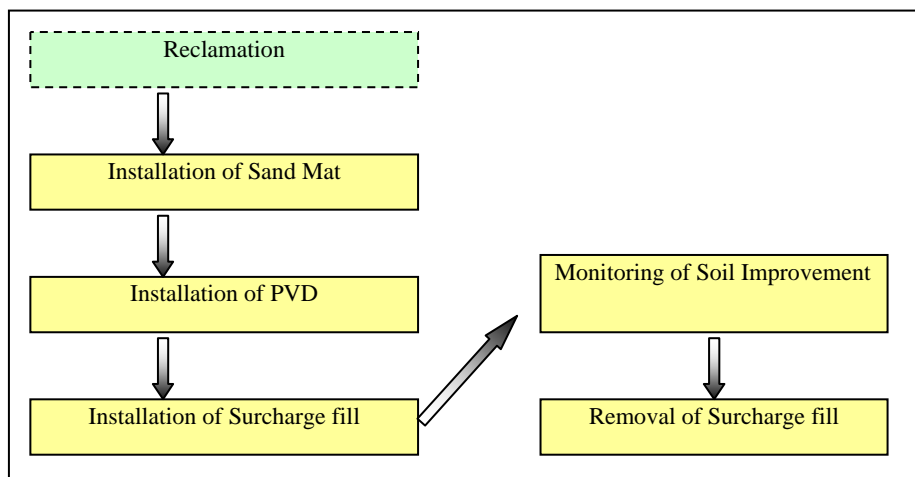 Reclamation
Installation of Sand Mat
Installation of PVD
Installation of Surcharge fill
Monitoring of Soil Improvement
Removal of Surcharge fill